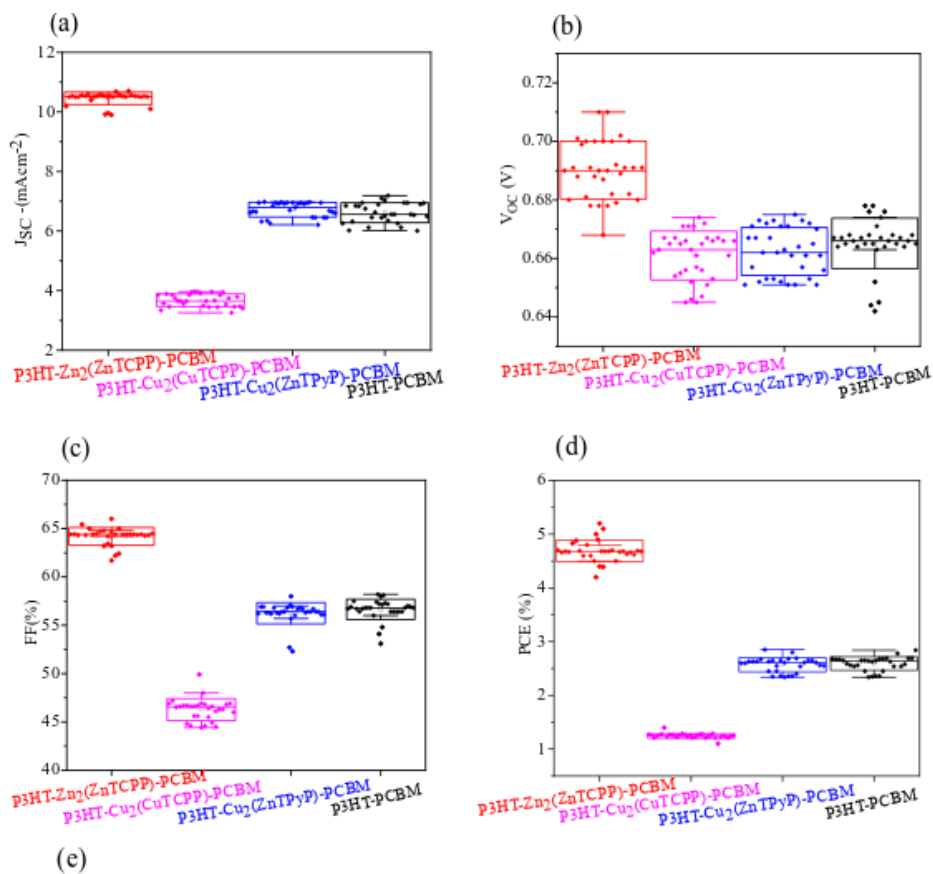 (a)
12
10
8
6
4
2
J_SC -(mAcm⁻²)
P3HT-Zn₂(ZnTCPP)-PCBM
P3HT-Cu₂(CuTCPP)-PCBM
P3HT-Cu₂(ZnTPyP)-PCBM
P3HT-PCBM
(b)
0.72
0.70
0.68
0.66
0.64
V_OC (V)
P3HT-Zn₂(ZnTCPP)-PCBM
P3HT-Cu₂(CuTCPP)-PCBM
P3HT-Cu₂(ZnTPyP)-PCBM
P3HT-PCBM
(c)
70
65
60
55
50
45
40
FF(%)
P3HT-Zn₂(ZnTCPP)-PCBM
P3HT-Cu₂(CuTCPP)-PCBM
P3HT-Cu₂(ZnTPyP)-PCBM
P3HT-PCBM
(d)
6
5
4
3
2
1
PCE (%)
P3HT-Zn₂(ZnTCPP)-PCBM
P3HT-Cu₂(CuTCPP)-PCBM
P3HT-Cu₂(ZnTPyP)-PCBM
P3HT-PCBM
(e)